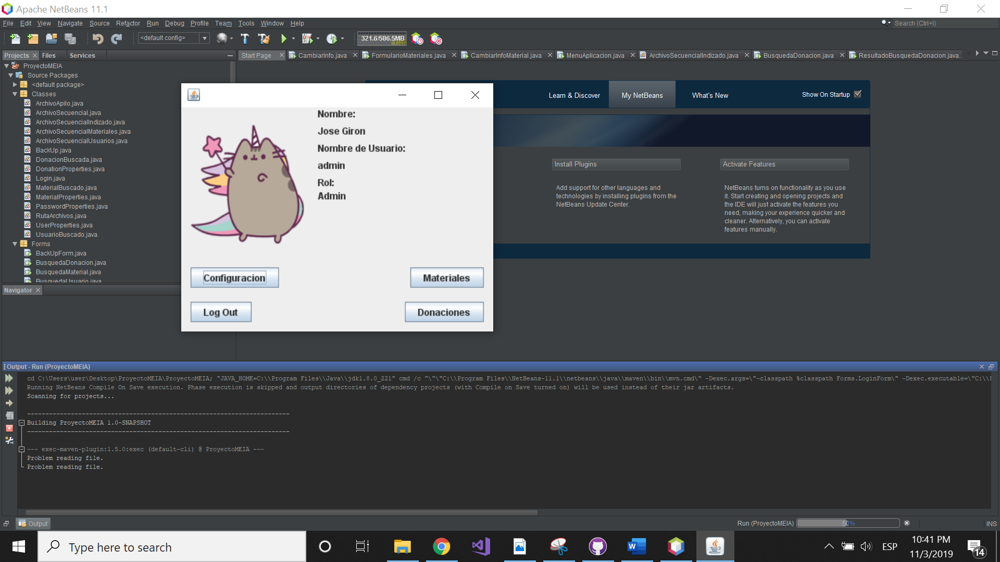 Apache NetBeans 11.1
File Edit View Navigate Source Refactor Run Debug Profile Team Tools Window Help
Search (Ctrl+I)
<default config>
321.6/586.5MB
Projects Files Services
Start Page CambiarInfo.java FormularioMateriales.java CambiarInfoMaterial.java MenuAplicacion.java ArchivoSecuencialIndizado.java BusquedaDonacion.java ResultadoBusquedaDonacion.java...
ProyectoMEIA
Source Packages
<default package>
Classes
ArchivoApilo.java
ArchivoSecuencial.java
ArchivoSecuencialIndizado.java
ArchivoSecuencialMateriales.java
ArchivoSecuencialUsuarios.java
BackUp.java
DonacionBuscada.java
DonationProperties.java
Login.java
MaterialBuscado.java
MaterialProperties.java
PasswordProperties.java
RutaArchivos.java
UserProperties.java
UsuarioBuscado.java
Forms
BackUpForm.java
BusquedaDonacion.java
BusquedaMaterial.java
BusquedaUsuario.java
Navigator
Nombre:
Jose Giron
Nombre de Usuario:
admin
Rol:
Admin
Configuracion
Materiales
Log Out
Donaciones
Learn & Discover
My NetBeans
What's New
Show On Startup
Install Plugins
Add support for other languages and
technologies by installing plugins from the
NetBeans Update Center.
Activate Features
NetBeans turns on functionality as you use
it. Start creating and opening projects and
the IDE will just activate the features you
need, making your experience quicker and
cleaner. Alternatively, you can activate
features manually.
Output - Run (ProyectoMEIA)
cd C:\Users\user\Desktop\ProyectoMEIA\ProyectoMEIA; "JAVA_HOME=C:\\Program Files\\Java\\jdk1.8.0_221" cmd /c "\"\"C:\\Program Files\\NetBeans-11.1\\netbeans\\java\\maven\\bin\\mvn.cmd\" -Dexec.args=\"-classpath %classpath Forms.LoginForm\" -Dexec.executable=\"C:\\
Running NetBeans Compile On Save execution. Phase execution is skipped and output directories of dependency projects (with Compile on Save turned on) will be used instead of their jar artifacts.
Scanning for projects...
------------------------------------------------------------------------
Building ProyectoMEIA 1.0-SNAPSHOT
------------------------------------------------------------------------
--- exec-maven-plugin:1.5.0:exec (default-cli) @ ProyectoMEIA ---
Problem reading file.
Problem reading file.
Output
Run (ProyectoMEIA)
50%
INS
Type here to search
ESP
10:41 PM
11/3/2019
14